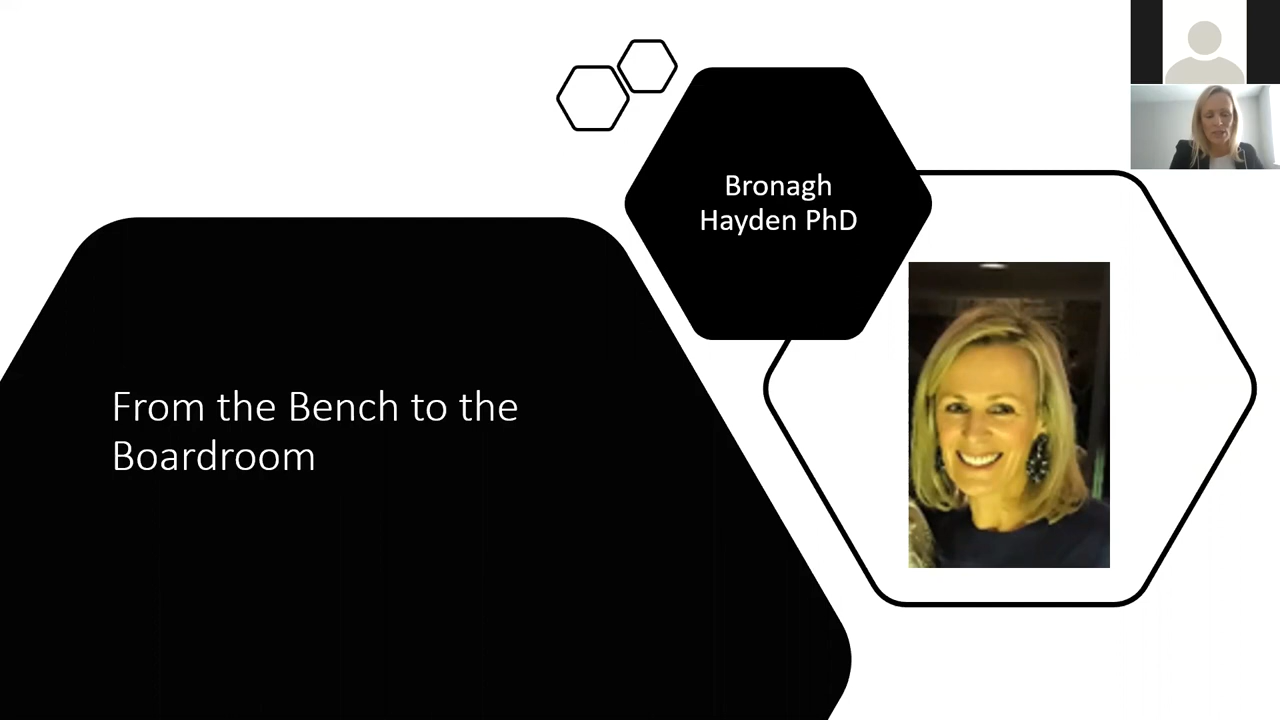 Bronagh
Hayden PhD
From the Bench to the
Boardroom